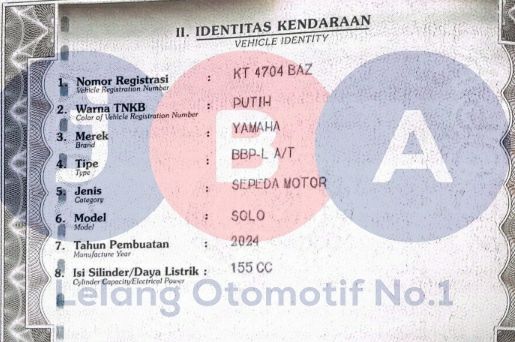 II. IDENTITAS KENDARAAN
VEHICLE IDENTITY
1. Nomor Registrasi : KT 4704 BAZ
Vehicle Registration Number
2. Warna TNKB : PUTIH
Color of Vehicle Registration Number
3. Merek : YAMAHA
Brand
4. Tipe : BBP-L A/T
Type
5. Jenis : SEPEDA MOTOR
Category
6. Model : SOLO
Model
7. Tahun Pembuatan : 2024
Manufacture Year
8. Isi Silinder/Daya Listrik : 155 CC
Cylinder Capacity/Electrical Power
JBA
Lelang Otomotif No.1